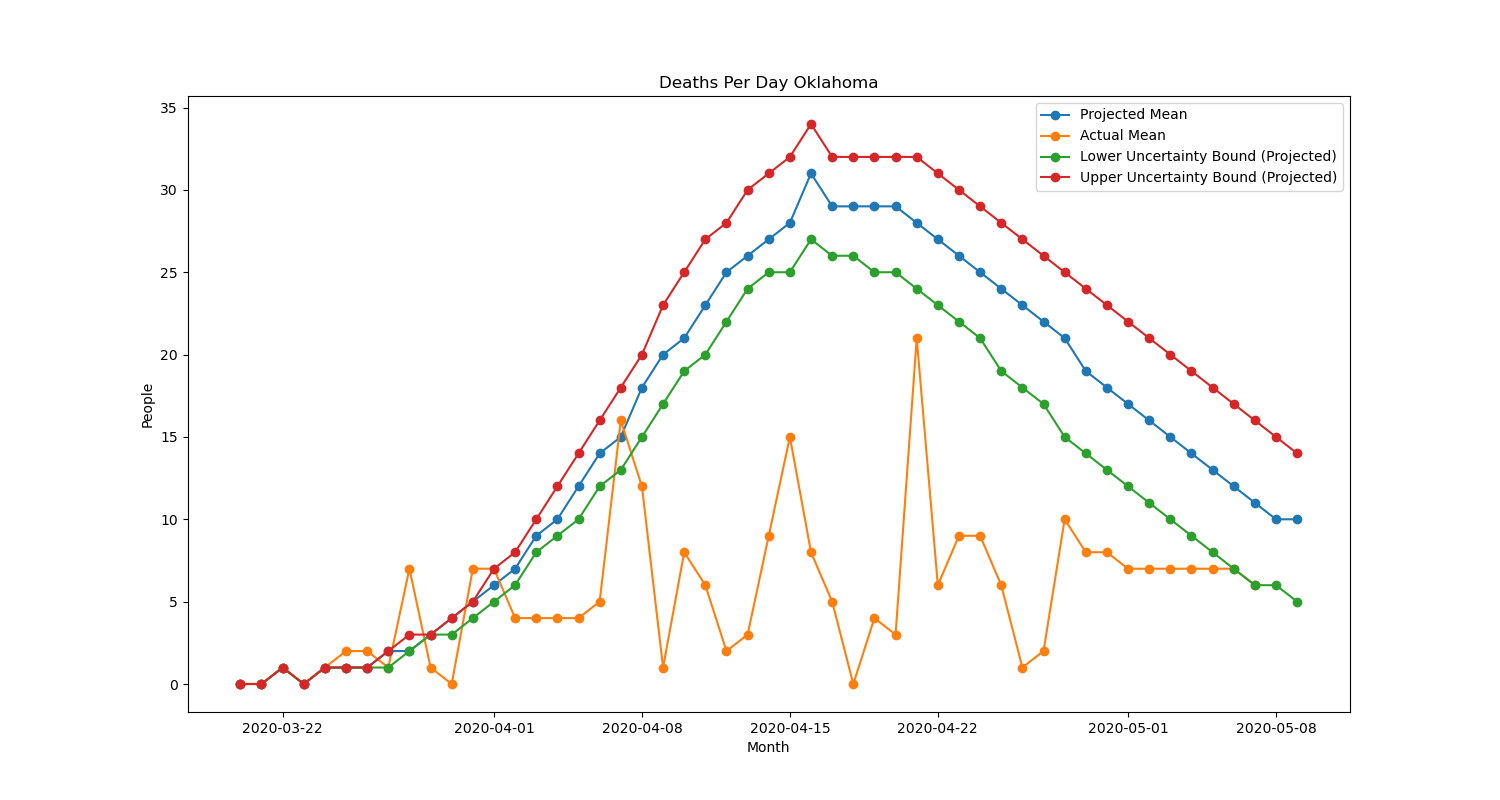 Deaths Per Day Oklahoma
35
30
25
20
15
10
5
0
People
Projected Mean
Actual Mean
Lower Uncertainty Bound (Projected)
Upper Uncertainty Bound (Projected)
2020-03-22 2020-04-01 2020-04-08 2020-04-15 2020-04-22 2020-05-01 2020-05-08
Month